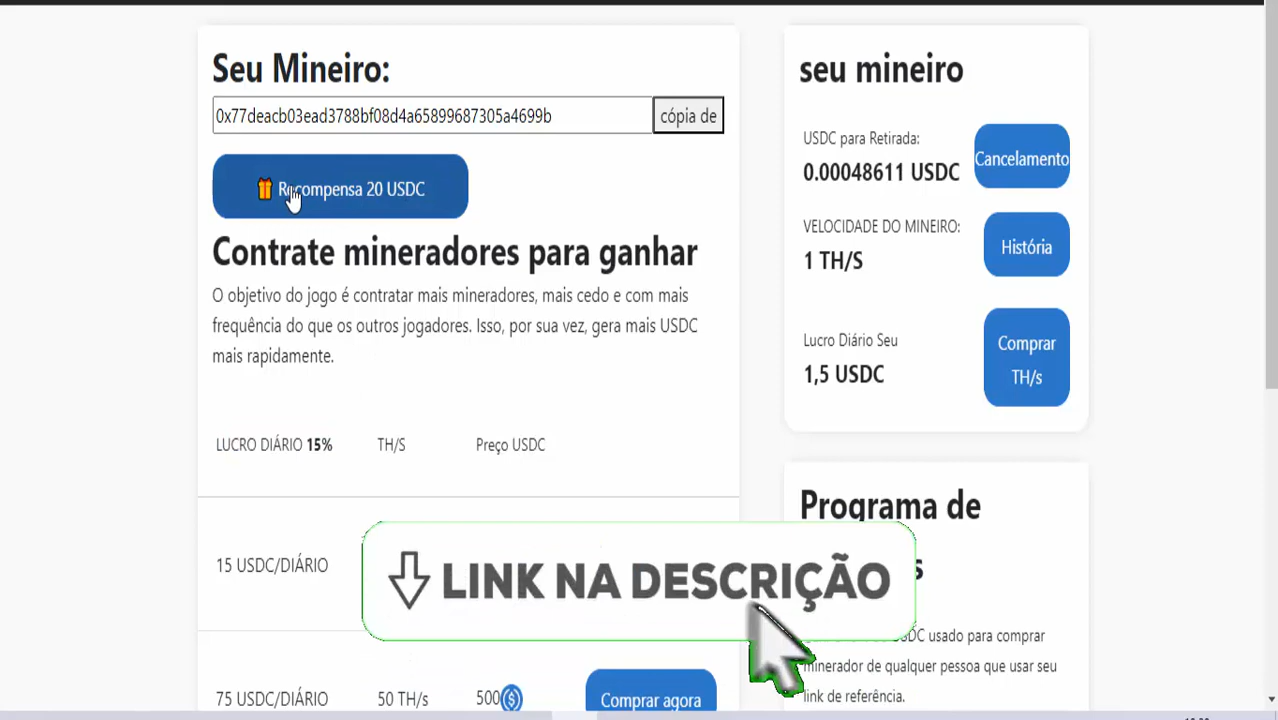 Seu Mineiro:
0x77deacb03ead3788bf08d4a65899687305a4699b
cópia de
Recompensa 20 USDC
Contrate mineradores para ganhar
O objetivo do jogo é contratar mais mineradores, mais cedo e com mais
frequência do que os outros jogadores. Isso, por sua vez, gera mais USDC
mais rapidamente.
LUCRO DIÁRIO 15% TH/S Preço USDC
15 USDC/DIÁRIO
75 USDC/DIÁRIO 50 TH/s 500 Comprar agora
seu mineiro
USDC para Retirada:
0.00048611 USDC
Cancelamento
VELOCIDADE DO MINEIRO:
1 TH/S
História
Lucro Diário Seu
1,5 USDC
Comprar
TH/s
Programa de
USDC usado para comprar
minerador de qualquer pessoa que usar seu
link de referência.
LINK NA DESCRIÇÃO